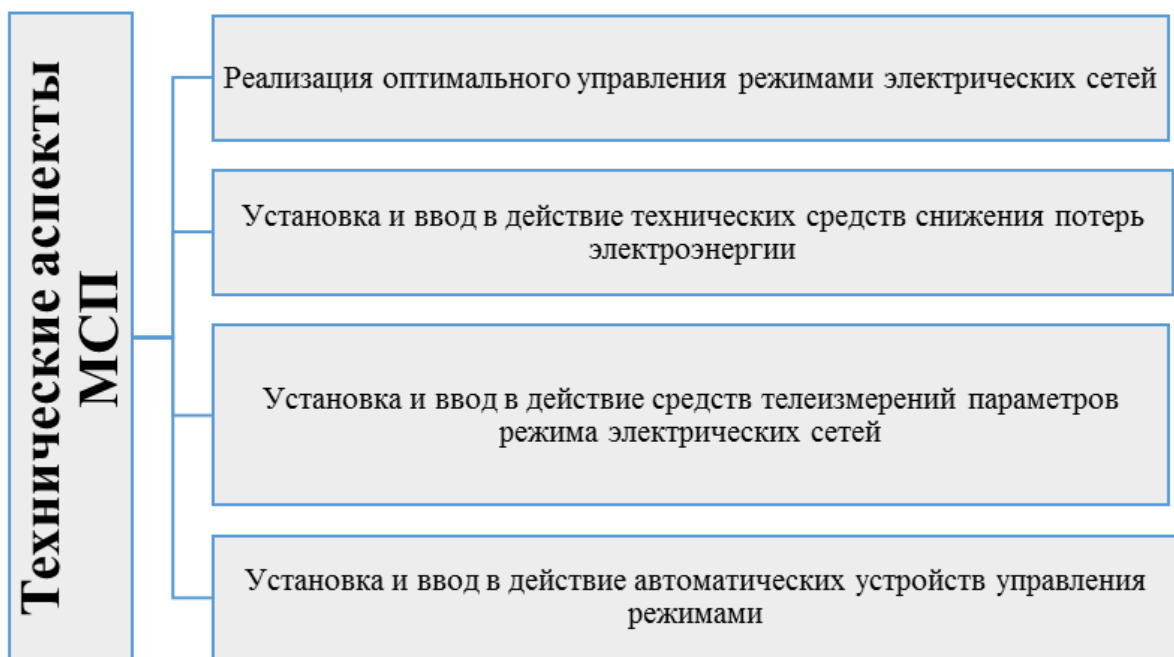 Технические аспекты
МСП
Реализация оптимального управления режимами электрических сетей
Установка и ввод в действие технических средств снижения потерь
электроэнергии
Установка и ввод в действие средств телеизмерений параметров
режима электрических сетей
Установка и ввод в действие автоматических устройств управления
режимами